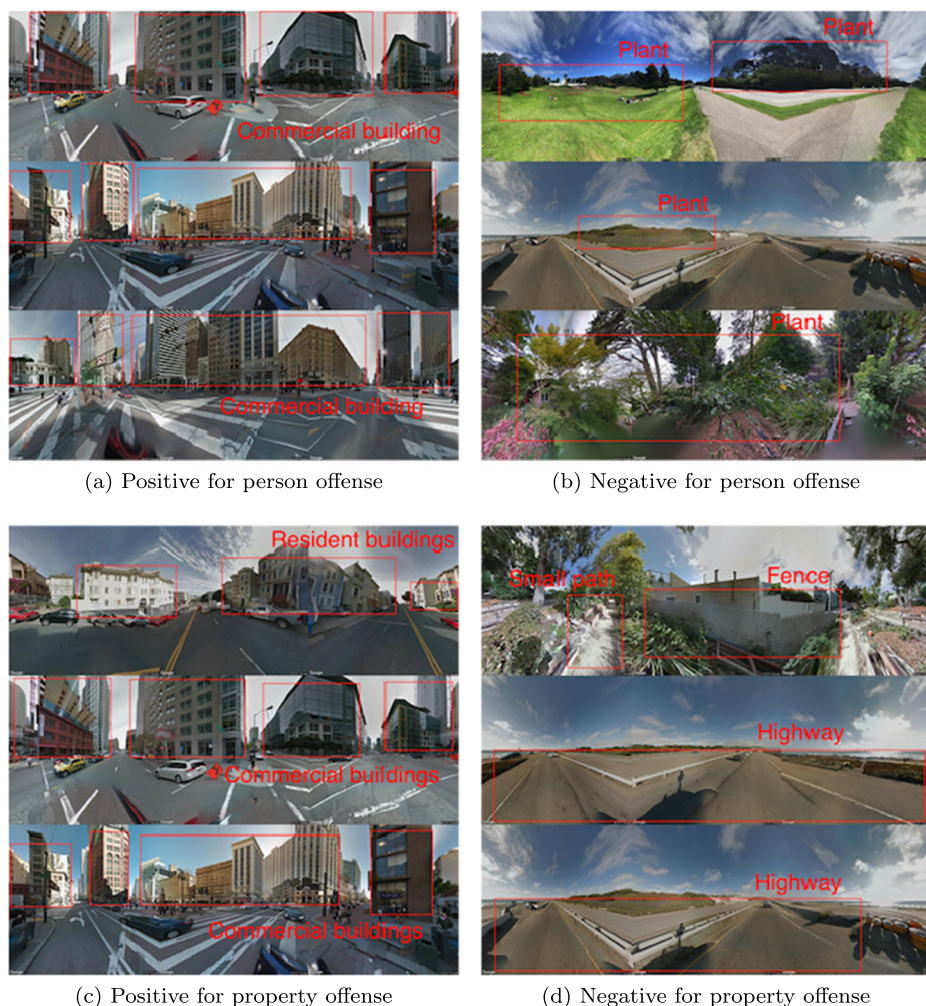 Commercial building
Commercial building
(a) Positive for person offense
Plant
Plant
Plant
Plant
(b) Negative for person offense
Resident buildings
Commercial buildings
Commercial buildings
(c) Positive for property offense
Small path
Fence
Highway
Highway
(d) Negative for property offense